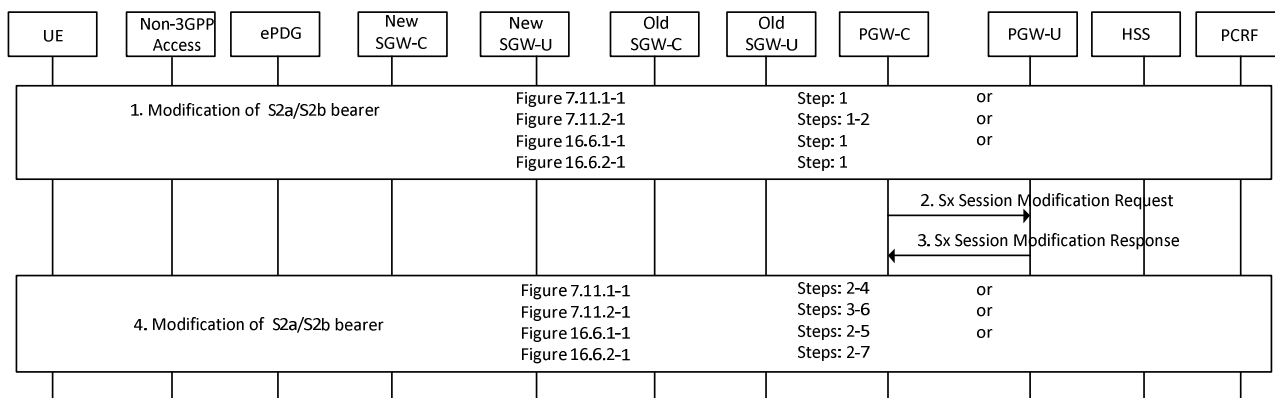 UE
Non-3GPP
Access
ePDG
New
SGW-C
New
SGW-U
Old
SGW-C
Old
SGW-U
PGW-C
PGW-U
HSS
PCRF
1. Modification of S2a/S2b bearer
Figure 7.11.1-1 Step: 1 or
Figure 7.11.2-1 Steps: 1-2 or
Figure 16.6.1-1 Step: 1 or
Figure 16.6.2-1 Step: 1
2. Sx Session Modification Request
3. Sx Session Modification Response
4. Modification of S2a/S2b bearer
Figure 7.11.1-1 Steps: 2-4 or
Figure 7.11.2-1 Steps: 3-6 or
Figure 16.6.1-1 Steps: 2-5 or
Figure 16.6.2-1 Steps: 2-7